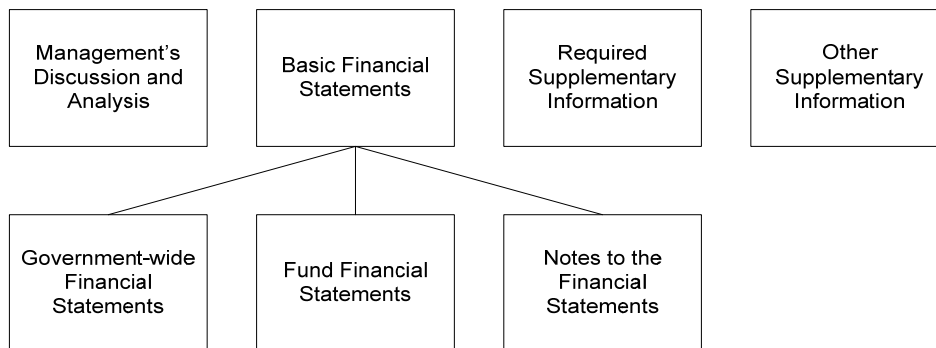 Management's
Discussion and
Analysis
Basic Financial
Statements
Required
Supplementary
Information
Other
Supplementary
Information
Government-wide
Financial
Statements
Fund Financial
Statements
Notes to the
Financial
Statements